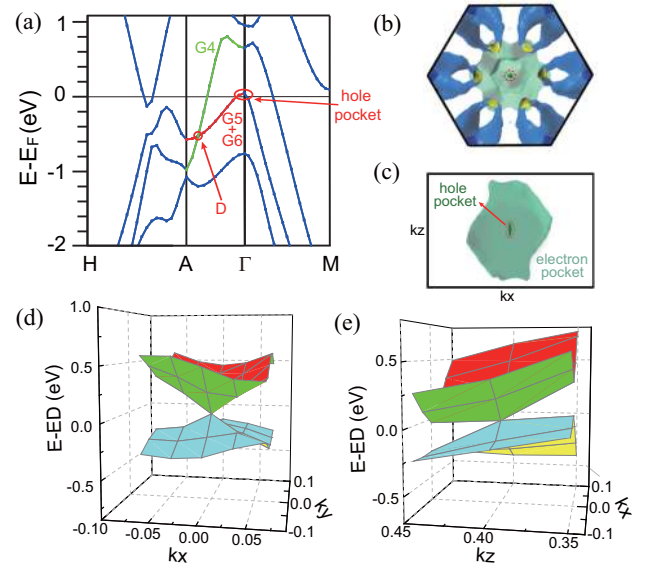 (a)
E-E_F (eV)
0
-1
-2
H
A
Γ
M
G4
G5
+
G6
D
hole
pocket
(b)
(c)
hole
pocket
electron
pocket
kz
kx
(d)
E-ED (eV)
1.0
0.5
0.0
-0.5
-0.10
-0.05
0.00
0.05
kx
0.1
0.0
-0.1
ky
(e)
E-ED (eV)
0.5
0.0
-0.5
0.45
0.40
0.35
kz
0.1
0.0
-0.1
kx